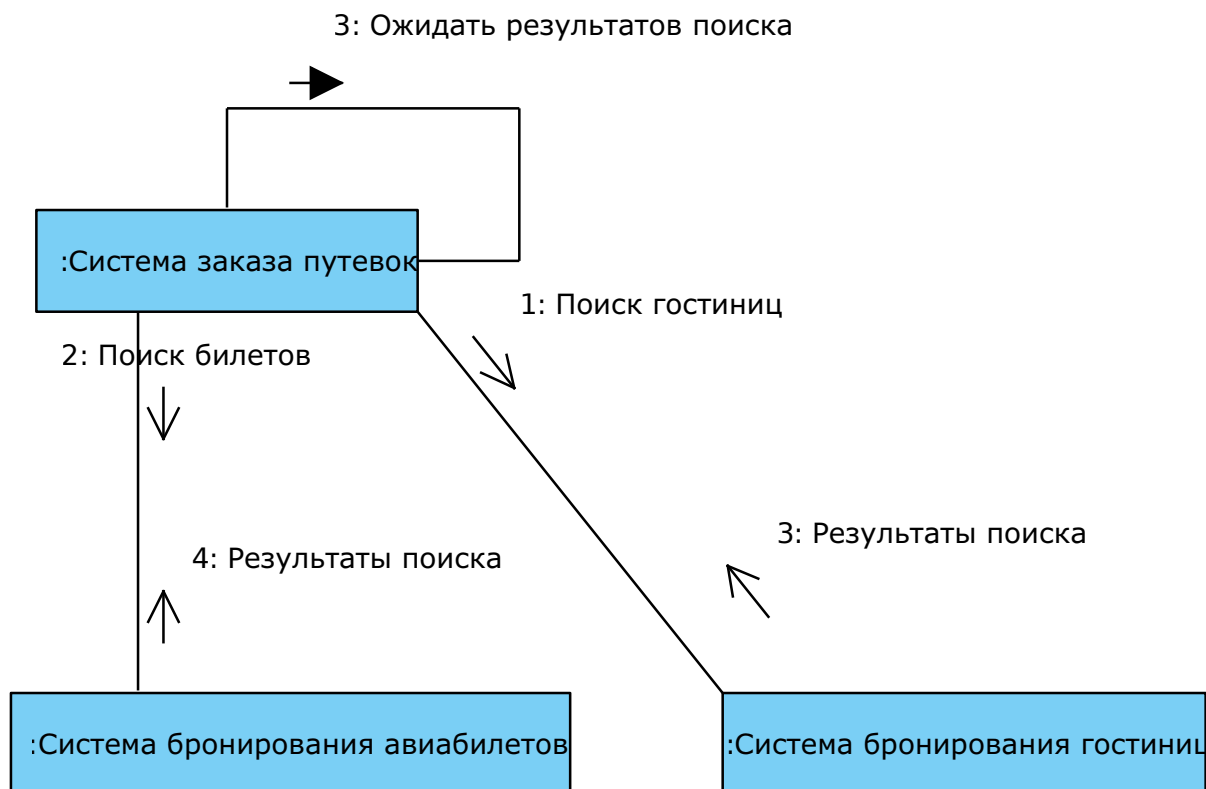 3: Ожидать результатов поиска
:Система заказа путевок
1: Поиск гостиниц
2: Поиск билетов
3: Результаты поиска
4: Результаты поиска
:Система бронирования авиабилетов
:Система бронирования гостиниц